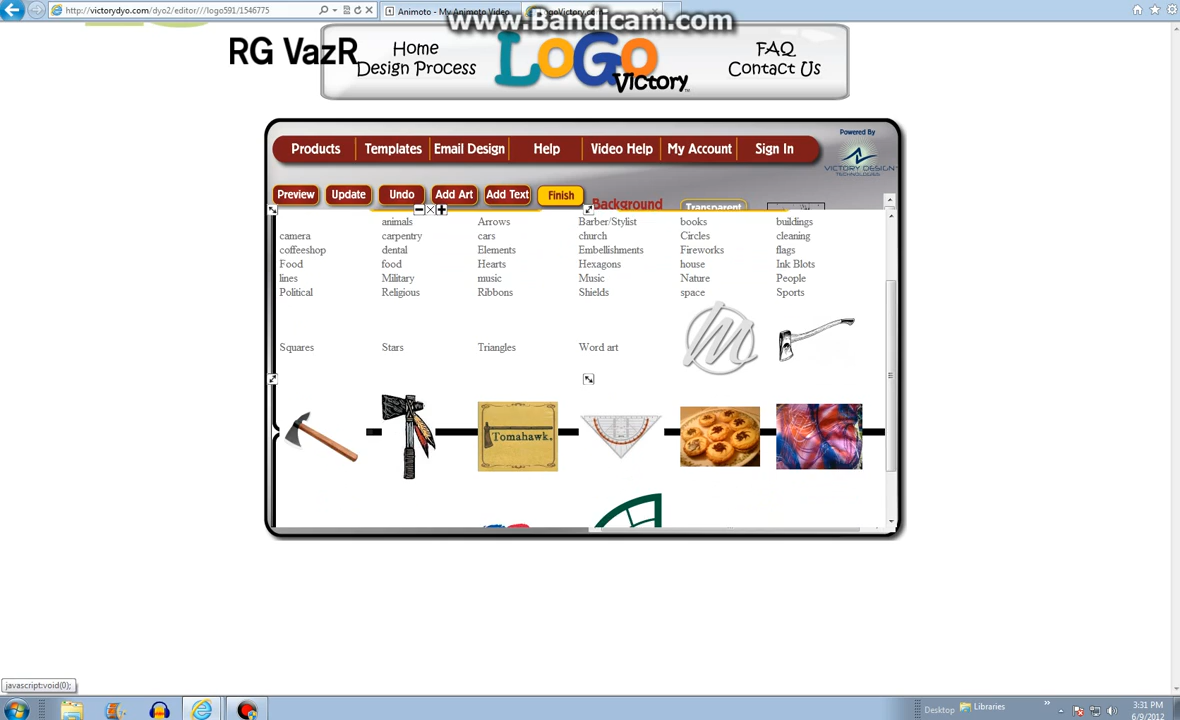 http://victorydyo.com/dyo2/editor///logo591/1546775
Animoto - My Animoto Video
www.Bandicam.com
RG VazR
Home
Design Process
LOGO
Victory™
FAQ
Contact Us
Powered By
VICTORY DESIGN
TECHNOLOGIES
Products
Templates
Email Design
Help
Video Help
My Account
Sign In
Preview
Update
Undo
Add Art
Add Text
Finish
Background
Transparent
animals Arrows Barber/Stylist books buildings
camera carpentry cars church Circles cleaning
coffeeshop dental Elements Embellishments Fireworks flags
Food food Hearts Hexagons house Ink Blots
lines Military music Music Nature People
Political Religious Ribbons Shields space Sports
Squares Stars Triangles Word art
M
Tomahawk.
javascript:void(0);
Desktop
Libraries
3:31 PM
6/9/2012